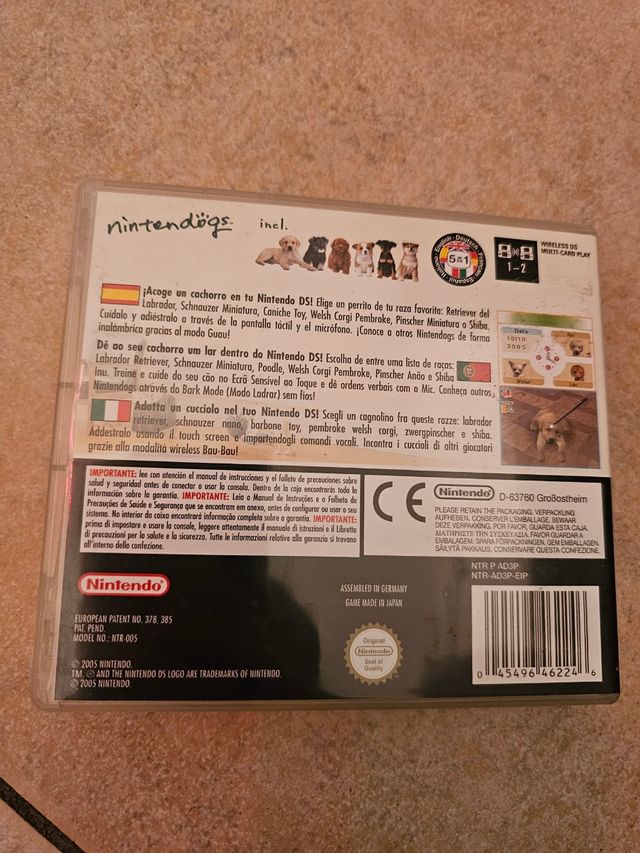 nintendögs
incl.
English · Deutsch · Français · Español · Italiano
5 en 1
1-2
WIRELESS DS
MULTI-CARD PLAY
¡Acoge un cachorro en tu Nintendo DS! Elige un perrito de tu raza favorita: Retriever del
Labrador, Schnauzer Miniatura, Caniche Toy, Welsh Corgi Pembroke, Pinscher Miniatura o Shiba.
Cuídalo y adiéstralo a través de la pantalla táctil y el micrófono. ¡Conoce a otros Nintendogs de forma
inalámbrica gracias al modo Guau!
Dê ao seu cachorro um lar dentro do Nintendo DS! Escolha de entre uma lista de raças:
Labrador Retriever, Schnauzer Miniatura, Poodle, Welsh Corgi Pembroke, Pinscher Anão e Shiba
Inu. Treine e cuide do seu cão no Ecrã Sensível ao Toque e dê ordens verbais com o Mic. Conheça outros
Nintendogs através do Bark Mode (Modo Ladrar) sem fios!
Adotta un cucciolo nel tuo Nintendo DS! Scegli un cagnolino fra queste razze: labrador
retriever, schnauzer nano, barbone toy, pembroke welsh corgi, zwergpinscher e shiba.
Addestralo usando il touch screen e impartendogli comandi vocali. Incontra i cuccioli di altri giocatori
grazie alla modalità wireless Bau-Bau!
Date
10/10
2005
IMPORTANTE: lee con atención el manual de instrucciones y el folleto de precauciones sobre
salud y seguridad antes de conectar o usar la consola. Dentro de la caja encontrarás toda la
información sobre la garantía. IMPORTANTE: Leia o Manual de Instruções e o Folheto de
Precauções de Saúde e Segurança que se encontram em anexo, antes de configurar ou usar o seu
sistema. No interior da caixa encontrará informação completa sobre a garantia. IMPORTANTE:
prima di impostare e usare la console, leggere attentamente il manuale di istruzioni e il Libretto
di precauzioni per la salute e la sicurezza. Tutte le informazioni relative alla garanzia si trovano
all'interno della confezione.
CE
Nintendo® D-63760 Großostheim
PLEASE RETAIN THE PACKAGING. VERPACKUNG
AUFHEBEN. CONSERVER L'EMBALLAGE. BEWAAR
DEZE VERPAKKING. POR FAVOR, GUARDA ESTA CAJA.
ΔΙΑΤΗΡΗΣΤΕ ΤΗΝ ΣΥΣΚΕΥΑΣΙΑ. FAVOR GUARDAR A
EMBALAGEM. SPARA FÖRPACKNINGEN. GEM EMBALLAGEN.
SÄILYTÄ PAKKAUS. CONSERVARE QUESTA CONFEZIONE.
NTR P AD3P
NTR-AD3P-EIP
Nintendo®
EUROPEAN PATENT NO. 378, 385
PAT. PEND.
MODEL NO.: NTR-005
ASSEMBLED IN GERMANY
GAME MADE IN JAPAN
Original
Nintendo
Seal of
Quality
© 2005 NINTENDO.
TM, ® AND THE NINTENDO DS LOGO ARE TRADEMARKS OF NINTENDO.
© 2005 NINTENDO.
0 45496 46224 6